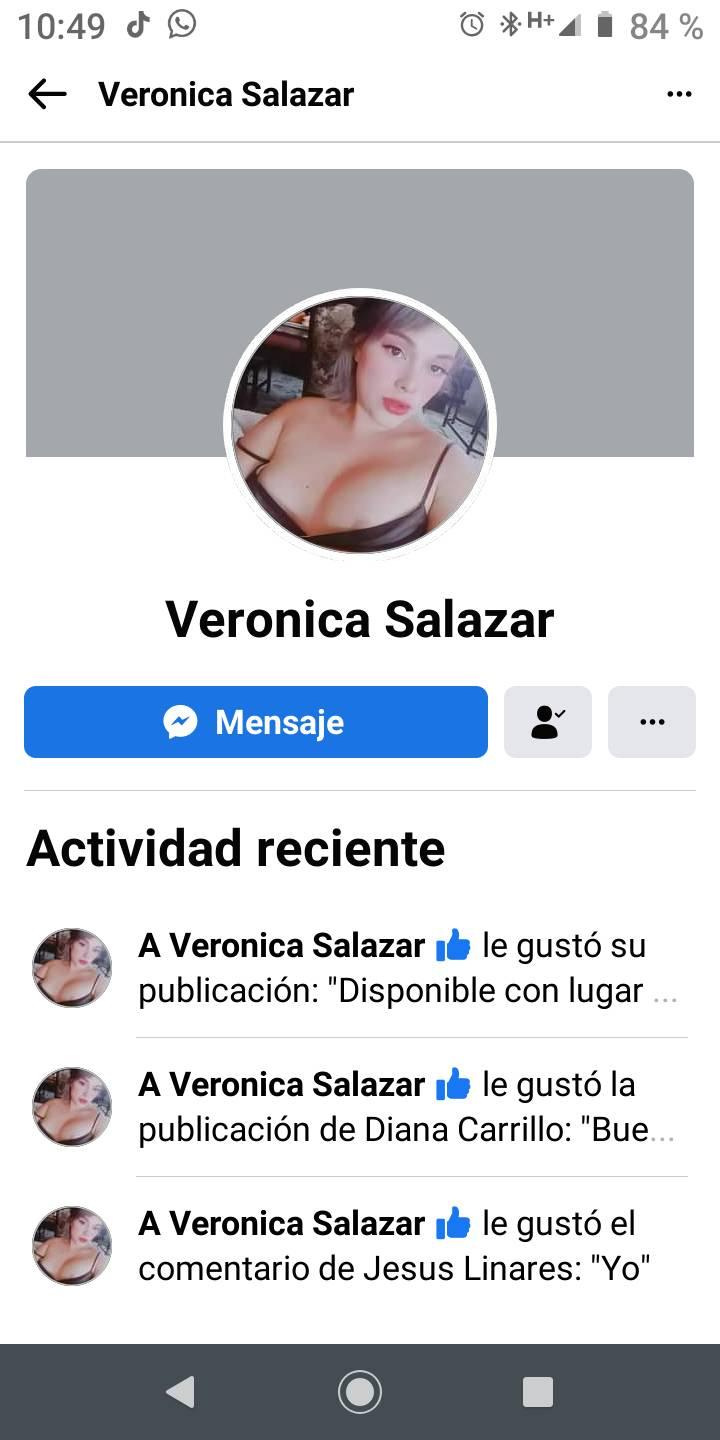 10:49 H+ 84 %
Veronica Salazar
Veronica Salazar
Mensaje
Actividad reciente
A Veronica Salazar le gustó su
publicación: "Disponible con lugar ...
A Veronica Salazar le gustó la
publicación de Diana Carrillo: "Bue...
A Veronica Salazar le gustó el
comentario de Jesus Linares: "Yo"